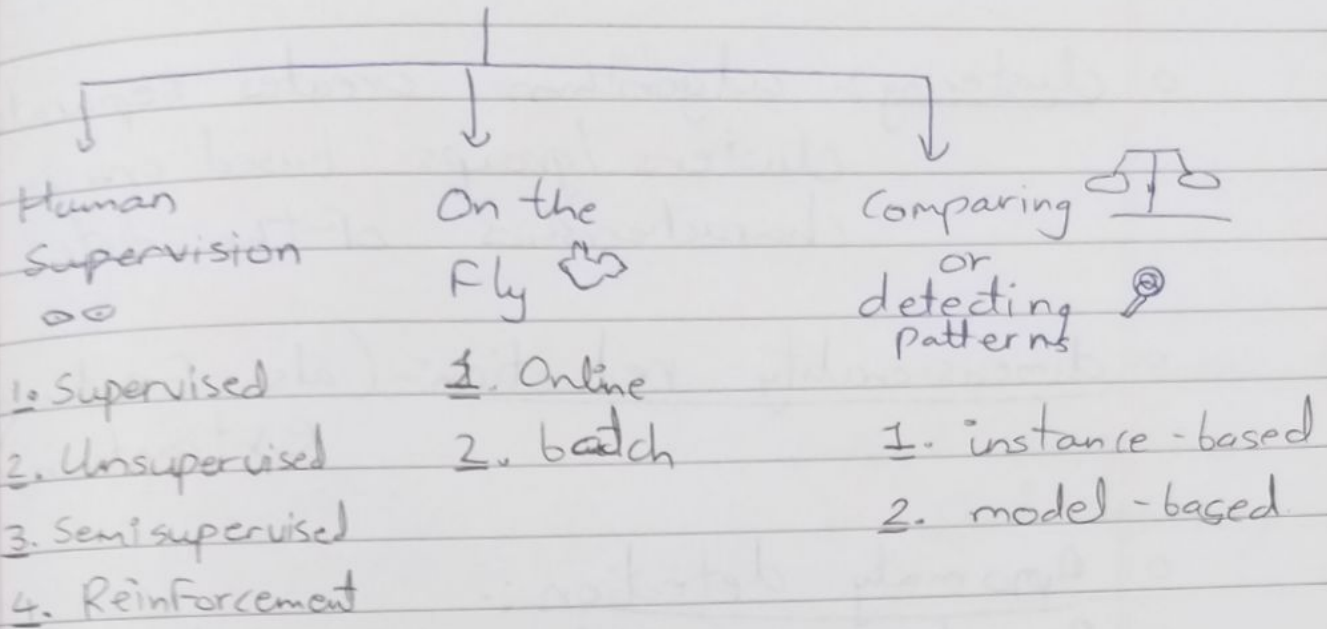 Human
Supervision
1. Supervised
2. Unsupervised
3. Semisupervised
4. Reinforcement
On the
Fly
1. Online
2. batch
Comparing
or
detecting
patterns
1. instance-based
2. model-based